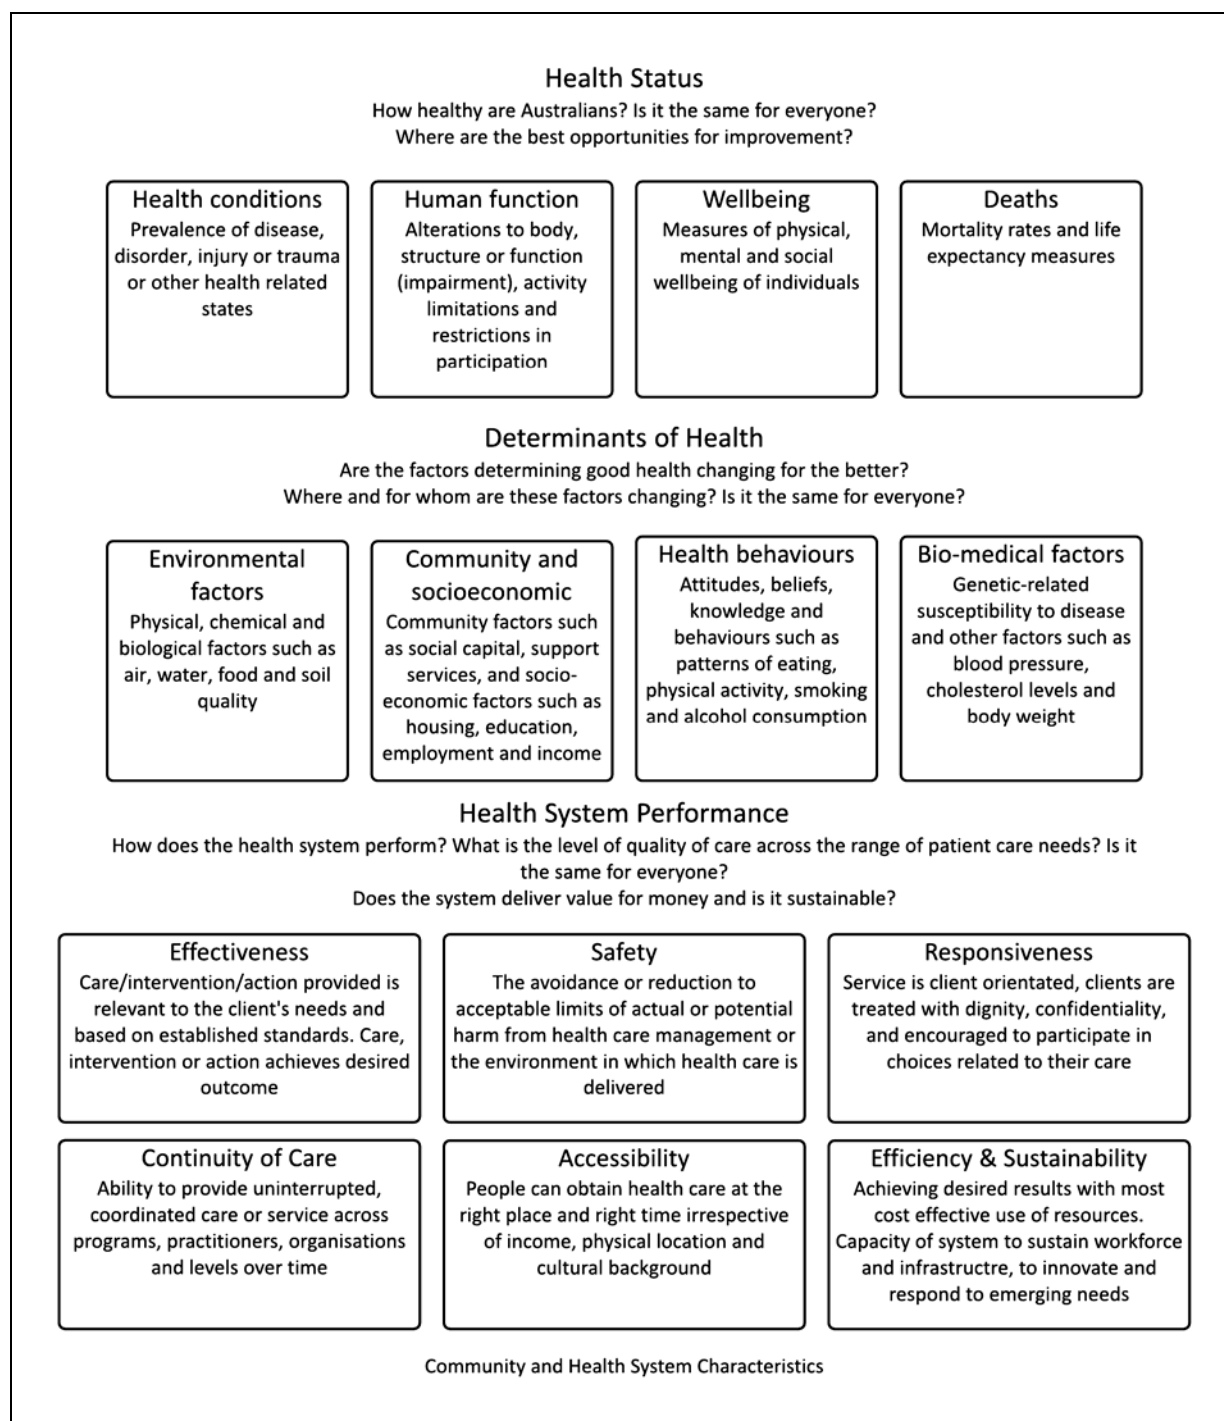 Health Status
How healthy are Australians? Is it the same for everyone?
Where are the best opportunities for improvement?
Health conditions
Prevalence of disease,
disorder, injury or trauma
or other health related
states
Human function
Alterations to body,
structure or function
(impairment), activity
limitations and
restrictions in
participation
Wellbeing
Measures of physical,
mental and social
wellbeing of individuals
Deaths
Mortality rates and life
expectancy measures
Determinants of Health
Are the factors determining good health changing for the better?
Where and for whom are these factors changing? Is it the same for everyone?
Environmental
factors
Physical, chemical and
biological factors such as
air, water, food and soil
quality
Community and
socioeconomic
Community factors such
as social capital, support
services, and socio-
economic factors such as
housing, education,
employment and income
Health behaviours
Attitudes, beliefs,
knowledge and
behaviours such as
patterns of eating,
physical activity, smoking
and alcohol consumption
Bio-medical factors
Genetic-related
susceptibility to disease
and other factors such as
blood pressure,
cholesterol levels and
body weight
Health System Performance
How does the health system perform? What is the level of quality of care across the range of patient care needs? Is it
the same for everyone?
Does the system deliver value for money and is it sustainable?
Effectiveness
Care/intervention/action provided is
relevant to the client's needs and
based on established standards. Care,
intervention or action achieves desired
outcome
Safety
The avoidance or reduction to
acceptable limits of actual or potential
harm from health care management or
the environment in which health care is
delivered
Responsiveness
Service is client orientated, clients are
treated with dignity, confidentiality,
and encouraged to participate in
choices related to their care
Continuity of Care
Ability to provide uninterrupted,
coordinated care or service across
programs, practitioners, organisations
and levels over time
Accessibility
People can obtain health care at the
right place and right time irrespective
of income, physical location and
cultural background
Efficiency & Sustainability
Achieving desired results with most
cost effective use of resources.
Capacity of system to sustain workforce
and infrastructre, to innovate and
respond to emerging needs
Community and Health System Characteristics